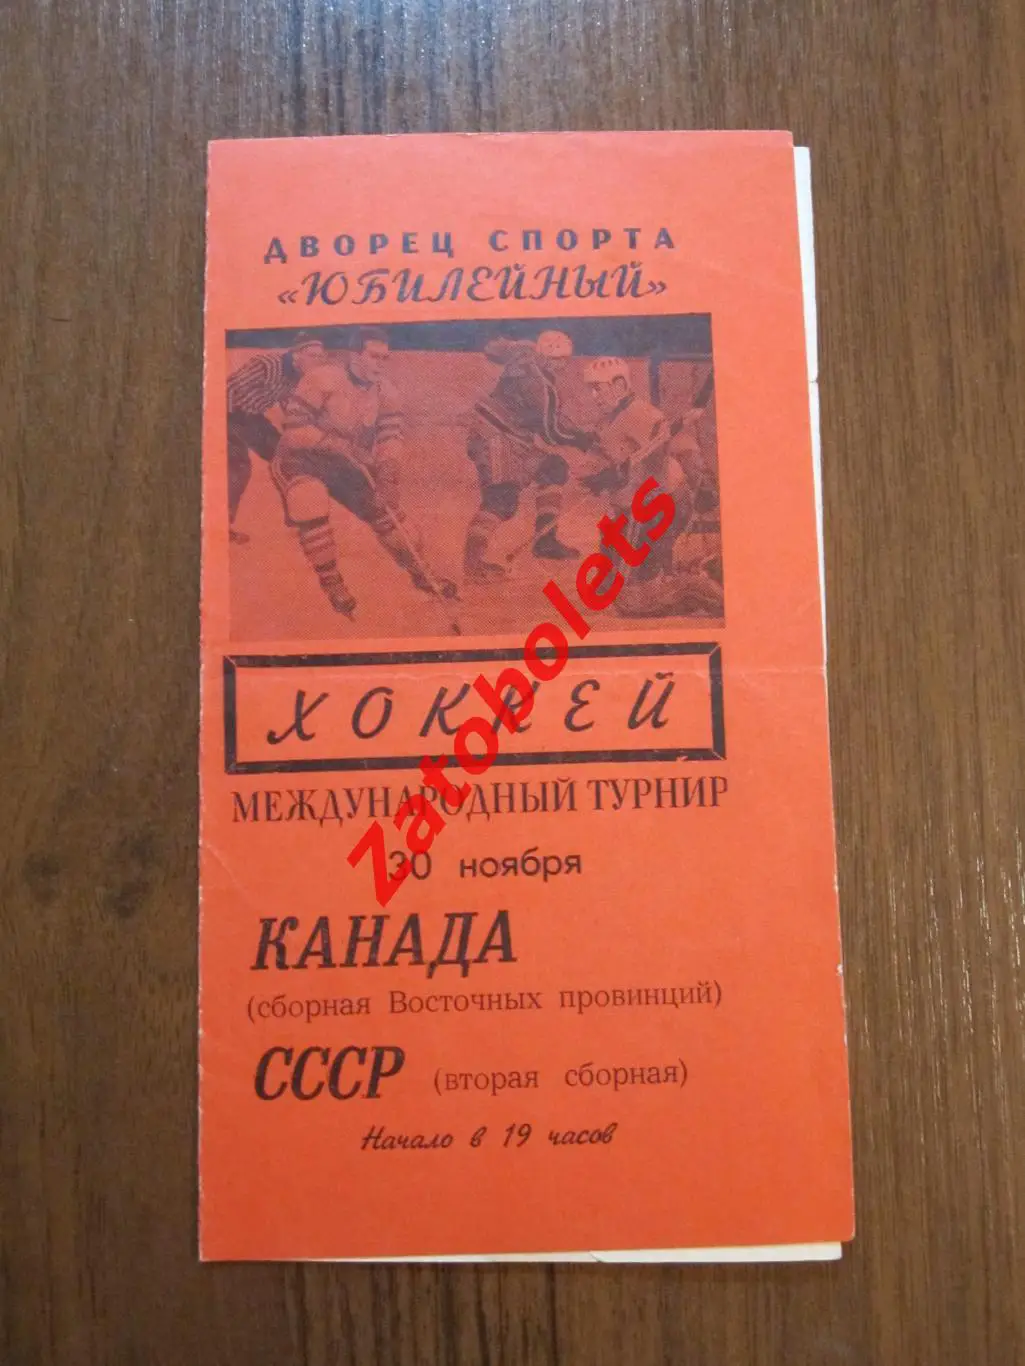 ДВОРЕЦ СПОРТА
«ЮБИЛЕЙНЫЙ»
ХОККЕЙ
МЕЖДУНАРОДНЫЙ ТУРНИР
30 ноября
КАНАДА
(сборная Восточных провинций)
СССР (вторая сборная)
Начало в 19 часов
Zatobolets